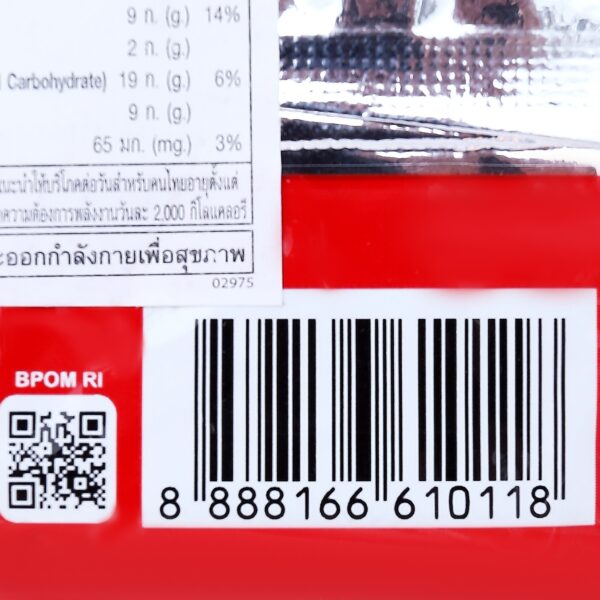 9 ก. (g.) 14%
2 ก. (g.)
Carbohydrate) 19 ก. (g.) 6%
9 ก. (g.)
65 มก. (mg.) 3%
แนะนำให้บริโภคต่อวันสำหรับคนไทยอายุตั้งแต่
ความต้องการพลังงานวันละ 2,000 กิโลแคลอรี
ออกกำลังกายเพื่อสุขภาพ
02975
BPOM RI
8 888166 610118